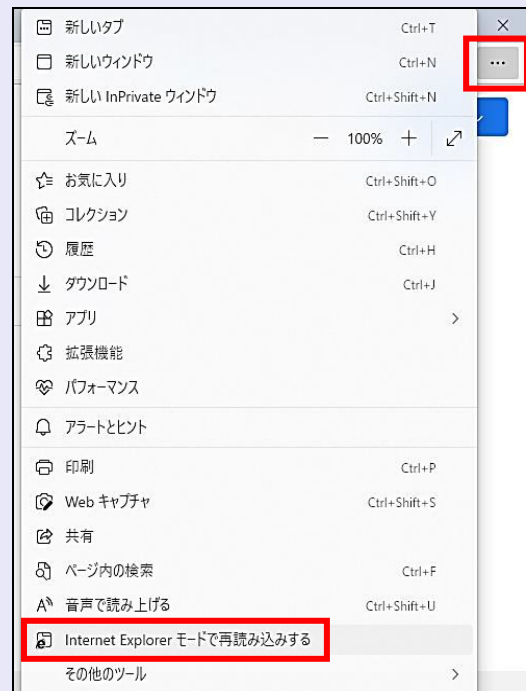 新しいタブ Ctrl+T
新しいウィンドウ Ctrl+N
新しい InPrivate ウィンドウ Ctrl+Shift+N
ズーム — 100% +
お気に入り Ctrl+Shift+O
コレクション Ctrl+Shift+Y
履歴 Ctrl+H
ダウンロード Ctrl+J
アプリ
拡張機能
パフォーマンス
アラートとヒント
印刷 Ctrl+P
Web キャプチャ Ctrl+Shift+S
共有
ページ内の検索 Ctrl+F
音声で読み上げる Ctrl+Shift+U
Internet Explorer モードで再読み込みする
その他のツール